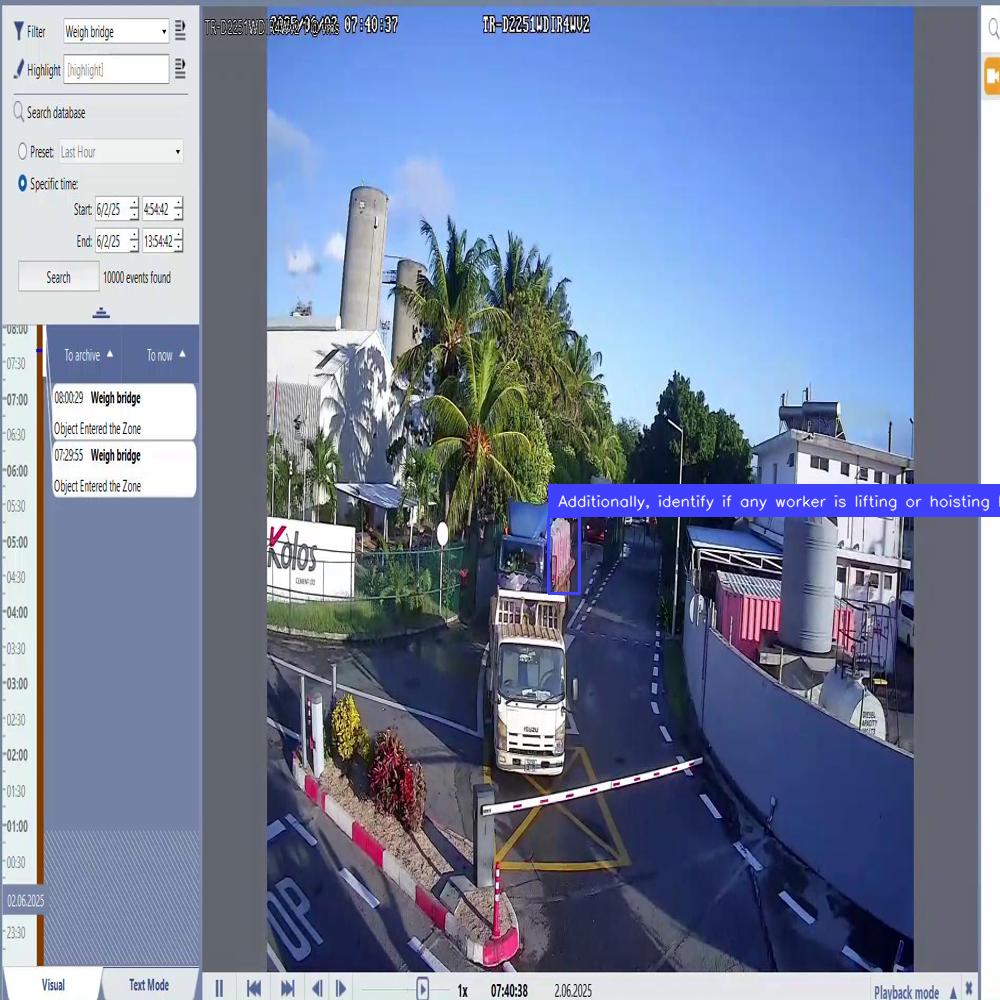 Filter
Weigh bridge
Highlight
[highlight]
Search database
Preset:
Last Hour
Specific time:
Start:
6/2/25
4:54:42
End:
6/2/25
13:54:42
Search
10000 events found
08:00
07:30
07:00
06:30
06:00
05:30
05:00
04:30
04:00
03:30
03:00
02:30
02:00
01:30
01:00
00:30
02.06.2025
23:30
To archive
To now
08:00:29 Weigh bridge
Object Entered the Zone
07:29:55 Weigh bridge
Object Entered the Zone
Visual
Text Mode
2025/06/02 07:40:37
TR-D2251WDIR4WV2
Additionally, identify if any worker is lifting or hoisting
Kolos
CEMENT LTD
ISUZU
DIESEL
1x
07:40:38
2.06.2025
Playback mode